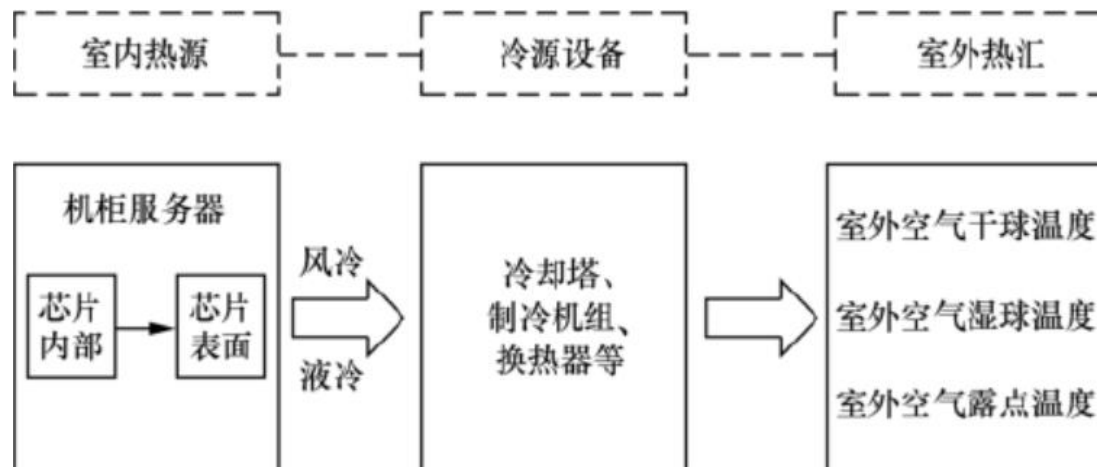 室内热源
冷源设备
室外热汇
机柜服务器
芯片
内部
芯片
表面
风冷
液冷
冷却塔、
制冷机组、
换热器等
室外空气干球温度
室外空气湿球温度
室外空气露点温度